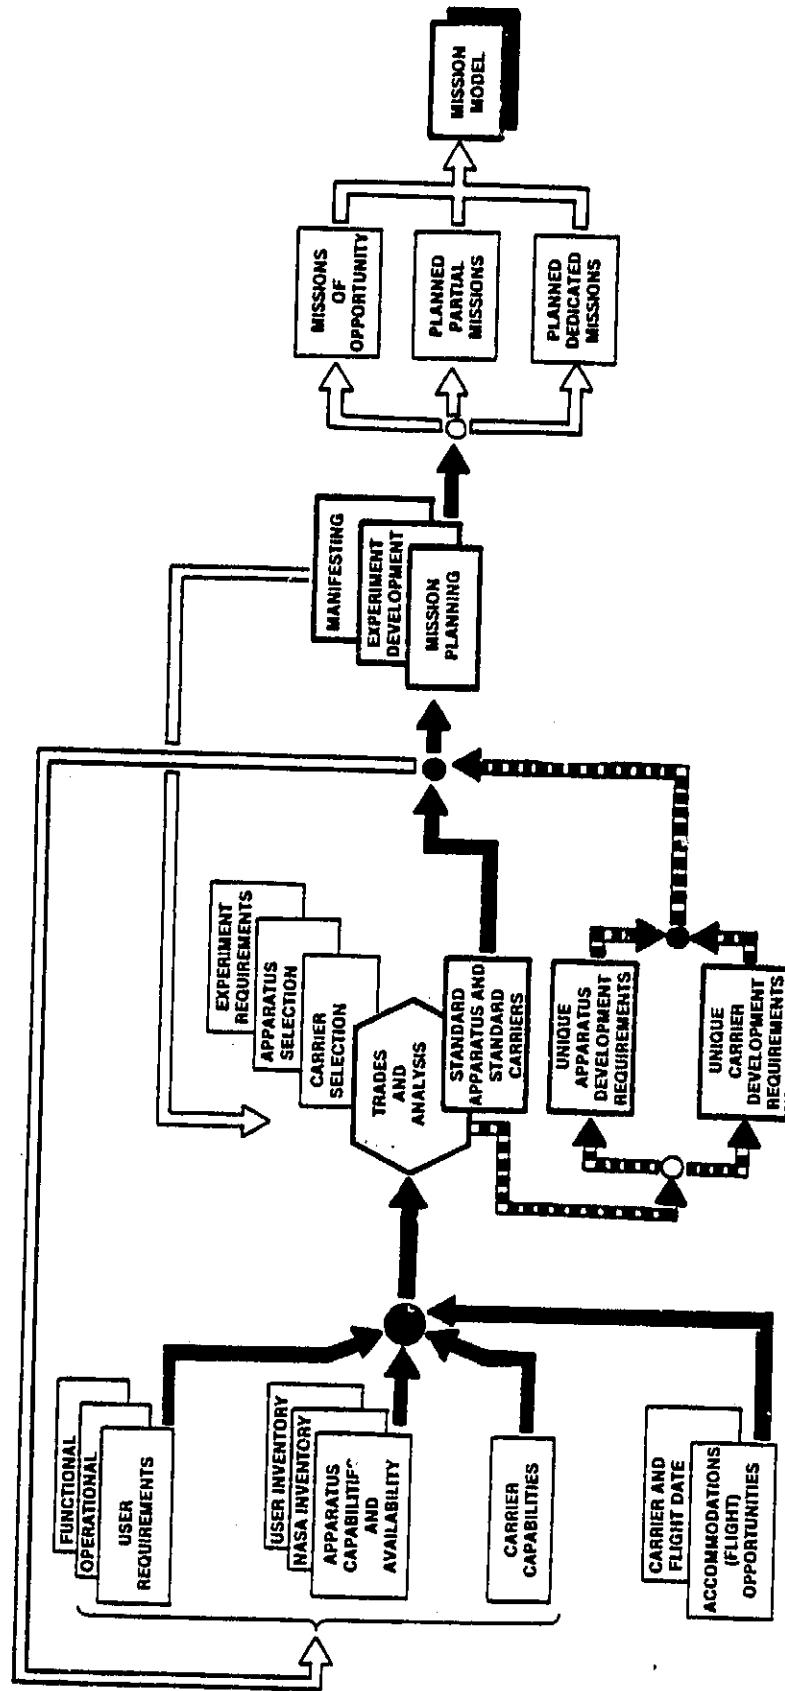 FUNCTIONAL
OPERATIONAL
USER
REQUIREMENTS
USER INVENTORY
NASA INVENTORY
APPARATUS
CAPABILITIES
AND
AVAILABILITY
CARRIER
CAPABILITIES
CARRIER AND
FLIGHT DATE
ACCOMMODATIONS
(FLIGHT)
OPPORTUNITIES
EXPERIMENT
REQUIREMENTS
APPARATUS
SELECTION
CARRIER
SELECTION
TRADES
AND
ANALYSIS
STANDARD
APPARATUS AND
STANDARD
CARRIERS
UNIQUE
APPARATUS
DEVELOPMENT
REQUIREMENTS
UNIQUE
CARRIER
DEVELOPMENT
REQUIREMENTS
MANIFESTING
EXPERIMENT
DEVELOPMENT
MISSION
PLANNING
MISSIONS
OF
OPPORTUNITY
PLANNED
PARTIAL
MISSIONS
PLANNED
DEDICATED
MISSIONS
MISSION
MODEL